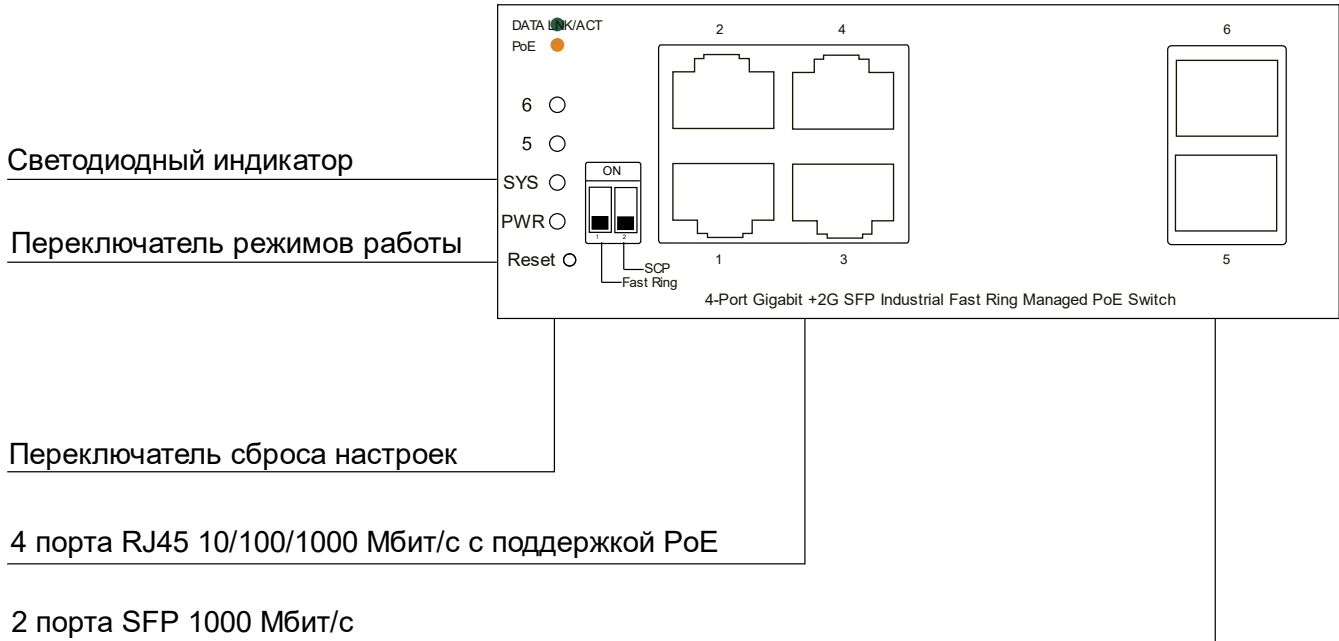 DATA LNK/ACT
PoE
2
4
6
6
5
SYS
PWR
Reset
ON
1 2
SCP
Fast Ring
1
3
5
4-Port Gigabit +2G SFP Industrial Fast Ring Managed PoE Switch
Светодиодный индикатор
Переключатель режимов работы
Переключатель сброса настроек
4 порта RJ45 10/100/1000 Мбит/с с поддержкой PoE
2 порта SFP 1000 Мбит/с